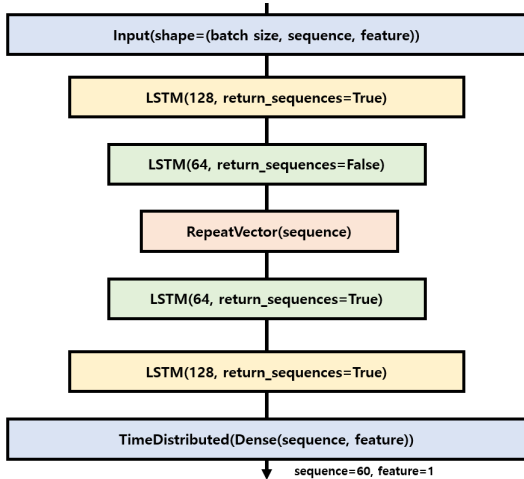 Input(shape=(batch size, sequence, feature))
LSTM(128, return_sequences=True)
LSTM(64, return_sequences=False)
RepeatVector(sequence)
LSTM(64, return_sequences=True)
LSTM(128, return_sequences=True)
TimeDistributed(Dense(sequence, feature))
sequence=60, feature=1